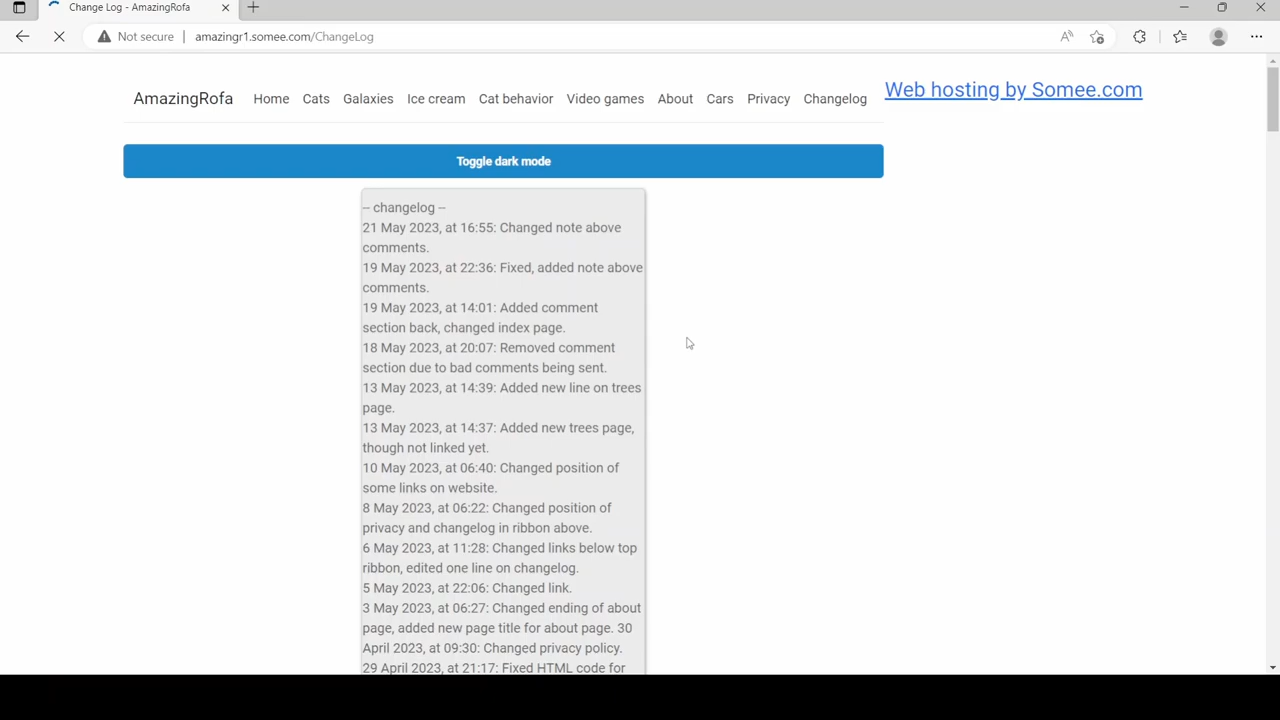 Change Log - AmazingRofa
Not secure | amazingr1.somee.com/ChangeLog
AmazingRofa Home Cats Galaxies Ice cream Cat behavior Video games About Cars Privacy Changelog
Web hosting by Somee.com
Toggle dark mode
-- changelog --
21 May 2023, at 16:55: Changed note above
comments.
19 May 2023, at 22:36: Fixed, added note above
comments.
19 May 2023, at 14:01: Added comment
section back, changed index page.
18 May 2023, at 20:07: Removed comment
section due to bad comments being sent.
13 May 2023, at 14:39: Added new line on trees
page.
13 May 2023, at 14:37: Added new trees page,
though not linked yet.
10 May 2023, at 06:40: Changed position of
some links on website.
8 May 2023, at 06:22: Changed position of
privacy and changelog in ribbon above.
6 May 2023, at 11:28: Changed links below top
ribbon, edited one line on changelog.
5 May 2023, at 22:06: Changed link.
3 May 2023, at 06:27: Changed ending of about
page, added new page title for about page. 30
April 2023, at 09:30: Changed privacy policy.
29 April 2023, at 21:17: Fixed HTML code for